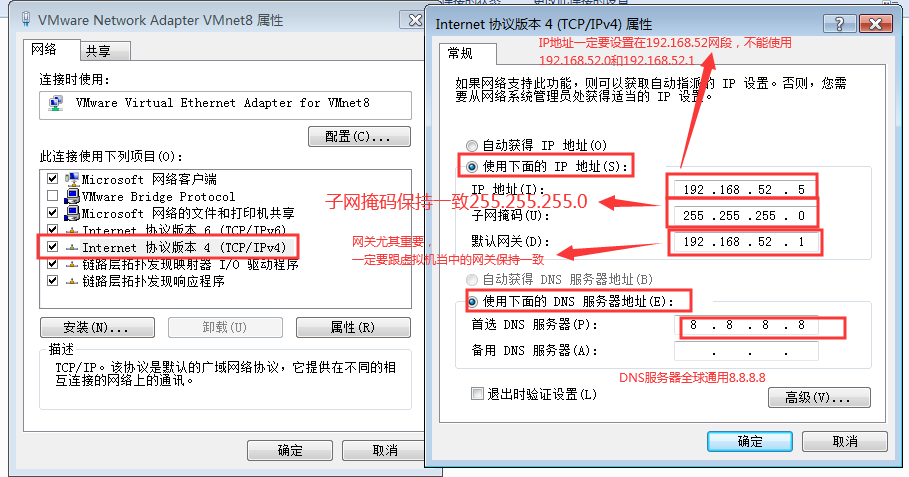 VMware Network Adapter VMnet8 属性
网络
共享
连接时使用:
VMware Virtual Ethernet Adapter for VMnet8
配置(C)...
此连接使用下列项目(O):
Microsoft 网络客户端
VMware Bridge Protocol
Microsoft 网络的文件和打印机共享
Internet 协议版本 6 (TCP/IPv6)
Internet 协议版本 4 (TCP/IPv4)
链路层拓扑发现映射器 I/O 驱动程序
链路层拓扑发现响应程序
安装(N)...
卸载(U)
属性(R)
描述
TCP/IP。该协议是默认的广域网络协议，它提供在不同的相
互连接的网络上的通讯。
确定
取消
Internet 协议版本 4 (TCP/IPv4) 属性
常规
IP地址一定要设置在192.168.52网段，不能使用
192.168.52.0和192.168.52.1
如果网络支持此功能，则可以获取自动指派的 IP 设置。否则，您需
要从网络系统管理员处获得适当的 IP 设置。
自动获得 IP 地址(O)
使用下面的 IP 地址(S):
IP 地址(I):
192 .168 .52 . 5
子网掩码保持一致255.255.255.0
子网掩码(U):
255 .255 .255 . 0
网关尤其重要，
一定要跟虚拟机当中的网关保持一致
默认网关(D):
192 .168 .52 . 1
自动获得 DNS 服务器地址(B)
使用下面的 DNS 服务器地址(E):
首选 DNS 服务器(P):
8 . 8 . 8 . 8
备用 DNS 服务器(A):
. . .
DNS服务器全球通用8.8.8.8
退出时验证设置(L)
高级(V)...
确定
取消